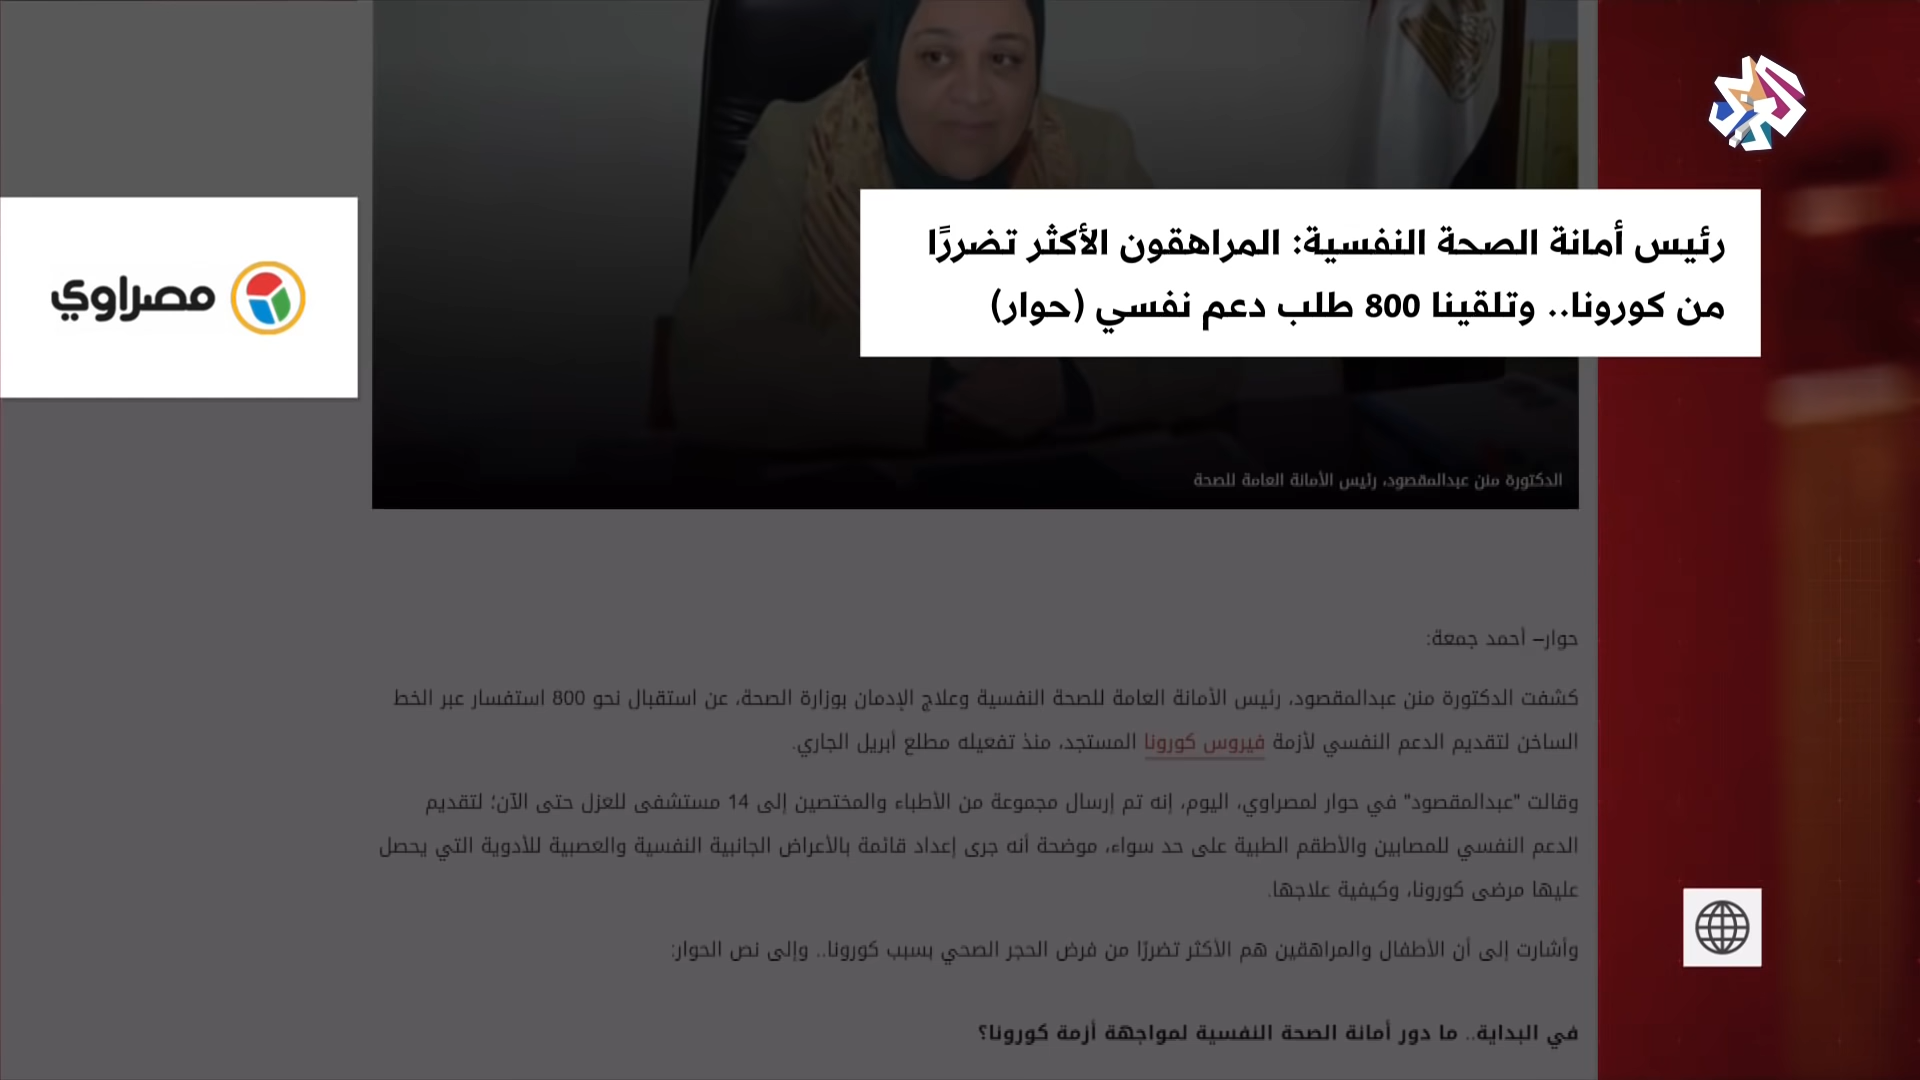 رئيس أمانة الصحة النفسية: المراهقون الأكثر تضررًا
من كورونا.. وتلقينا 800 طلب دعم نفسي (حوار)
مصراوي
الدكتورة منن عبدالمقصود، رئيس الأمانة العامة للصحة
حوار– أحمد جمعة:
كشفت الدكتورة منن عبدالمقصود، رئيس الأمانة العامة للصحة النفسية وعلاج الإدمان بوزارة الصحة، عن استقبال نحو 800 استفسار عبر الخط
الساخن لتقديم الدعم النفسي لأزمة فيروس كورونا المستجد، منذ تفعيله مطلع أبريل الجاري.
وقالت "عبدالمقصود" في حوار لمصراوي، اليوم، إنه تم إرسال مجموعة من الأطباء والمختصين إلى 14 مستشفى للعزل حتى الآن؛ لتقديم
الدعم النفسي للمصابين والأطقم الطبية على حد سواء، موضحة أنه جرى إعداد قائمة بالأعراض الجانبية النفسية والعصبية للأدوية التي يحصل
عليها مرضى كورونا، وكيفية علاجها.
وأشارت إلى أن الأطفال والمراهقين هم الأكثر تضررًا من فرض الحجر الصحي بسبب كورونا.. وإلى نص الحوار:
في البداية.. ما دور أمانة الصحة النفسية لمواجهة أزمة كورونا؟